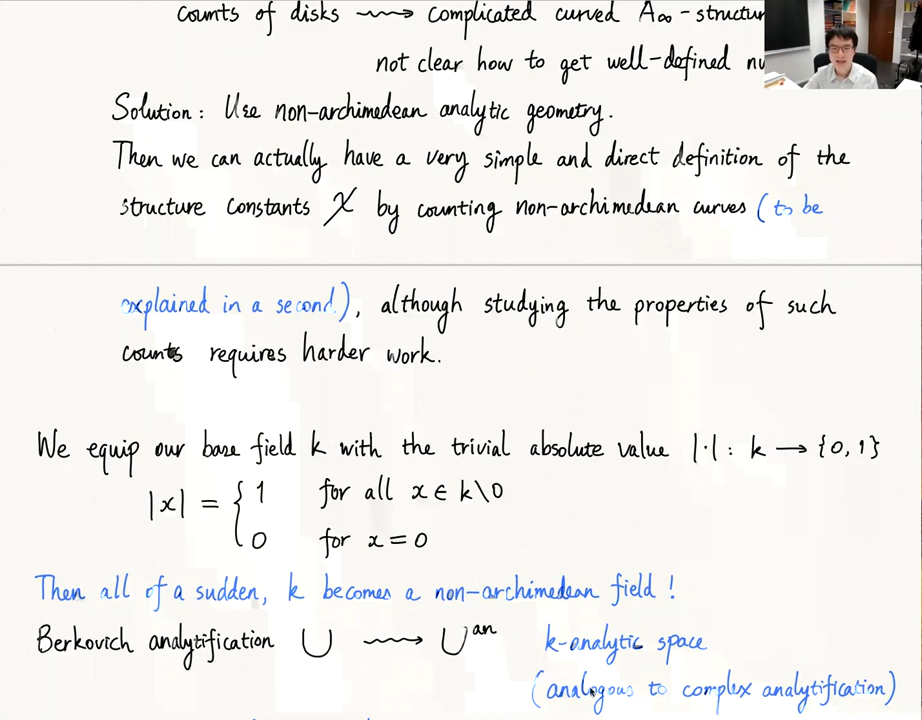 counts of disks ⟿ complicated curved A∞-structur
not clear how to get well-defined nu
Solution: Use non-archimedean analytic geometry.
Then we can actually have a very simple and direct definition of the
structure constants χ by counting non-archimedean curves (to be
explained in a second), although studying the properties of such
counts requires harder work.
We equip our base field k with the trivial absolute value |·| : k ⟶ {0,1}
|x| = { 1 for all x ∈ k\0
0 for x = 0
Then all of a sudden, k becomes a non-archimedean field !
Berkovich analytification U ⟿ U^an k-analytic space
(analogous to complex analytification)